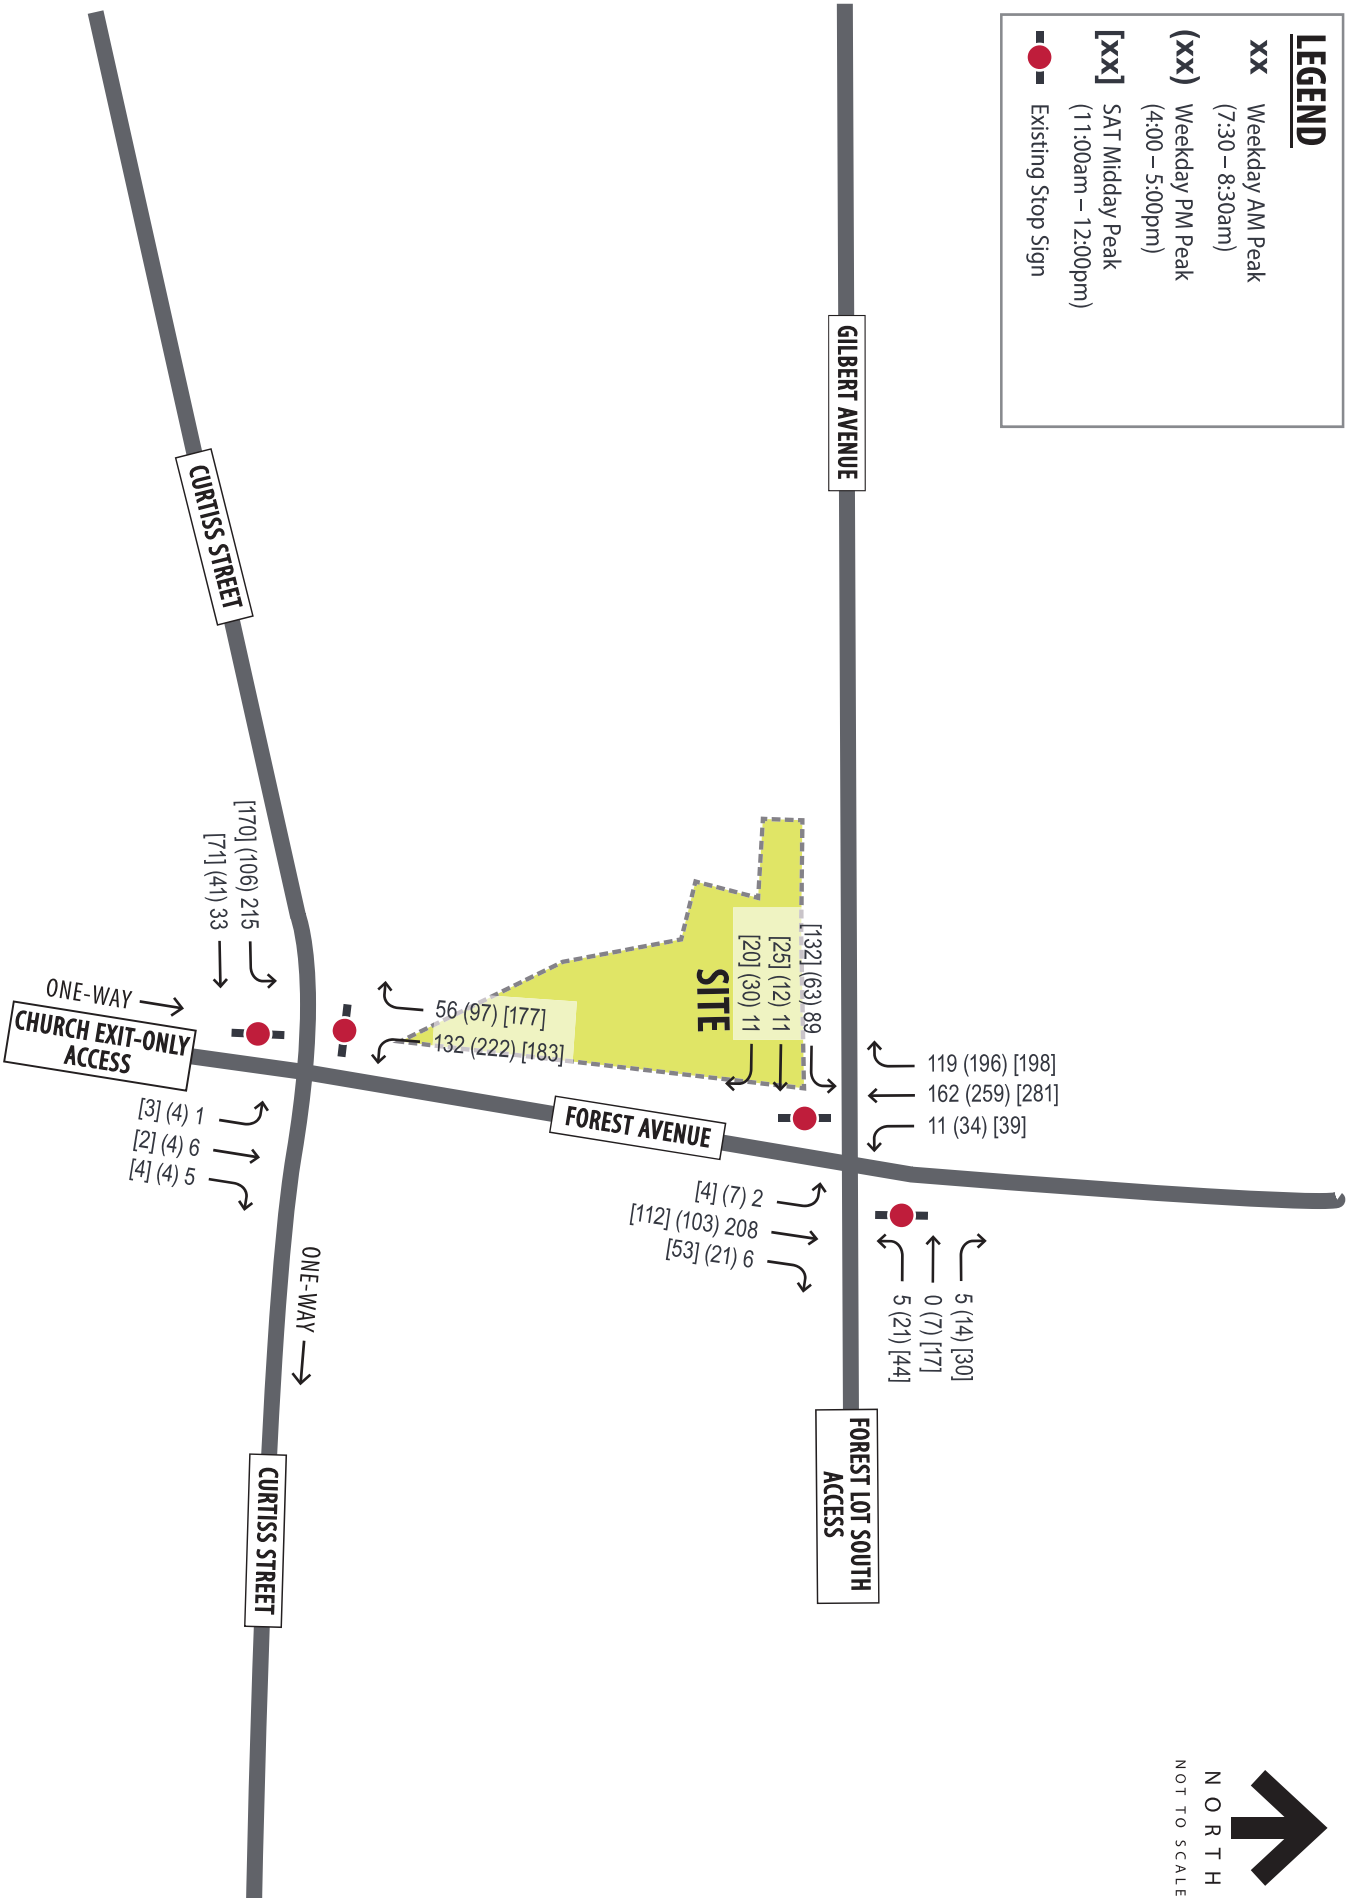 LEGEND
xx Weekday AM Peak
(7:30 – 8:30am)
(xx) Weekday PM Peak
(4:00 – 5:00pm)
[xx] SAT Midday Peak
(11:00am – 12:00pm)
Existing Stop Sign
NORTH
NOT TO SCALE
GILBERT AVENUE
FOREST LOT SOUTH
ACCESS
119 (196) [198]
162 (259) [281]
11 (34) [39]
5 (14) [30]
0 (7) [17]
5 (21) [44]
[132] (63) 89
[25] (12) 11
[20] (30) 11
[4] (7) 2
[112] (103) 208
[53] (21) 6
SITE
FOREST AVENUE
56 (97) [177]
132 (222) [183]
CURTISS STREET
[170] (106) 215
[71] (41) 33
ONE-WAY
CURTISS STREET
[3] (4) 1
[2] (4) 6
[4] (4) 5
ONE-WAY
CHURCH EXIT-ONLY
ACCESS